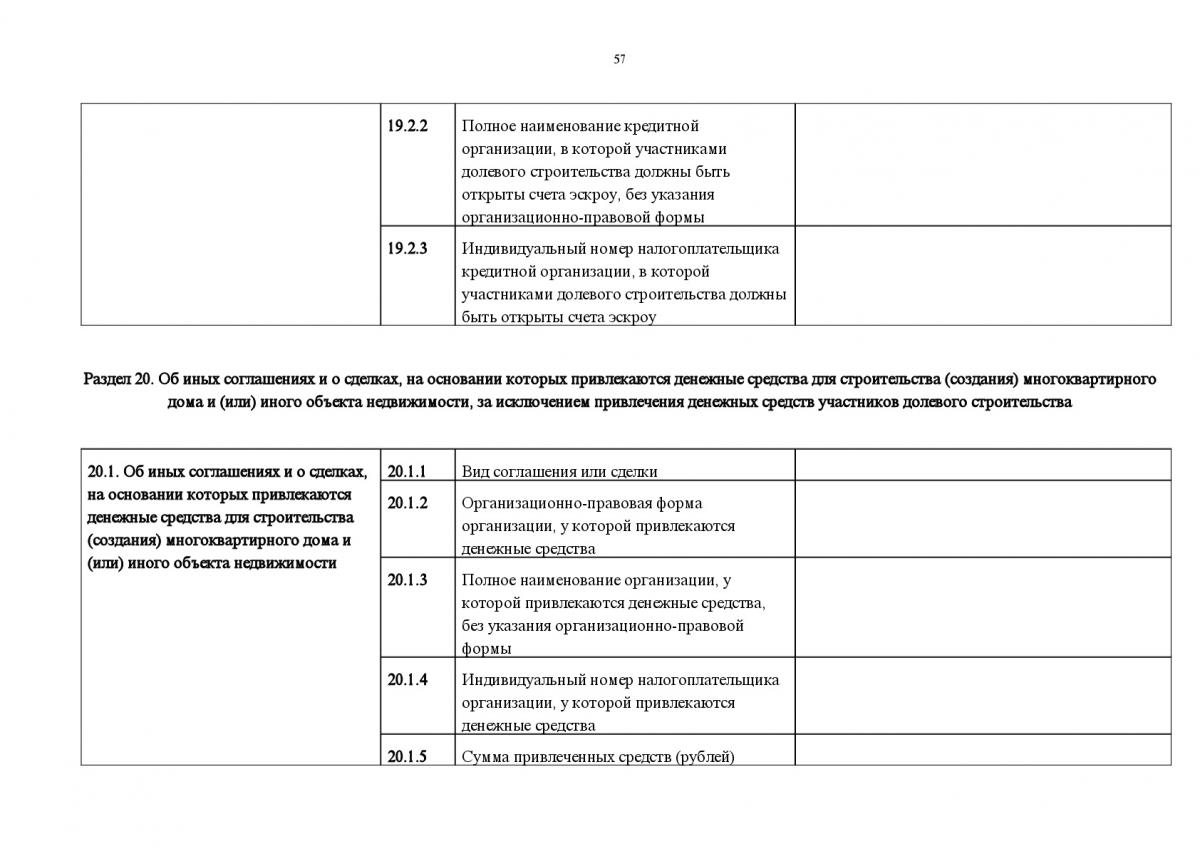 57
19.2.2
Полное наименование кредитной
организации, в которой участниками
долевого строительства должны быть
открыты счета эскроу, без указания
организационно-правовой формы
19.2.3
Индивидуальный номер налогоплательщика
кредитной организации, в которой
участниками долевого строительства должны
быть открыты счета эскроу
Раздел 20. Об иных соглашениях и о сделках, на основании которых привлекаются денежные средства для строительства (создания) многоквартирного
дома и (или) иного объекта недвижимости, за исключением привлечения денежных средств участников долевого строительства
20.1. Об иных соглашениях и о сделках,
на основании которых привлекаются
денежные средства для строительства
(создания) многоквартирного дома и
(или) иного объекта недвижимости
20.1.1
Вид соглашения или сделки
20.1.2
Организационно-правовая форма
организации, у которой привлекаются
денежные средства
20.1.3
Полное наименование организации, у
которой привлекаются денежные средства,
без указания организационно-правовой
формы
20.1.4
Индивидуальный номер налогоплательщика
организации, у которой привлекаются
денежные средства
20.1.5
Сумма привлеченных средств (рублей)